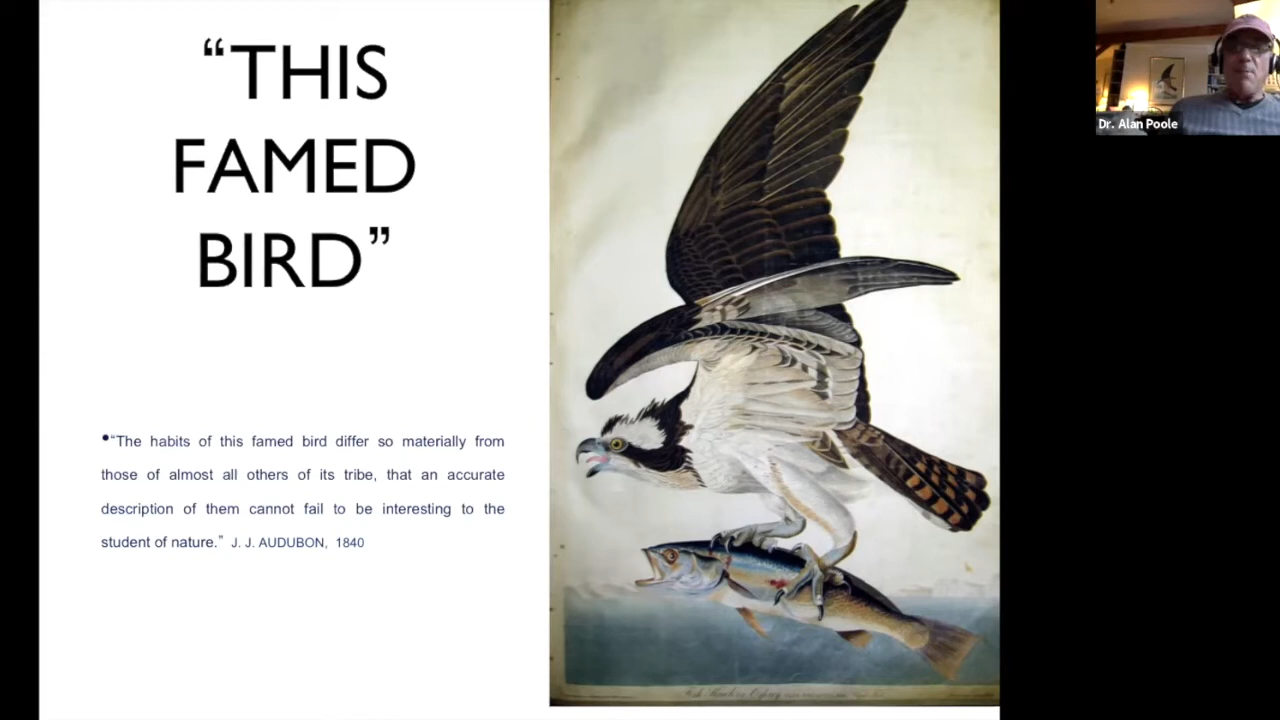 “THIS
FAMED
BIRD”
•“The habits of this famed bird differ so materially from
those of almost all others of its tribe, that an accurate
description of them cannot fail to be interesting to the
student of nature.” J. J. AUDUBON, 1840
Dr. Alan Poole